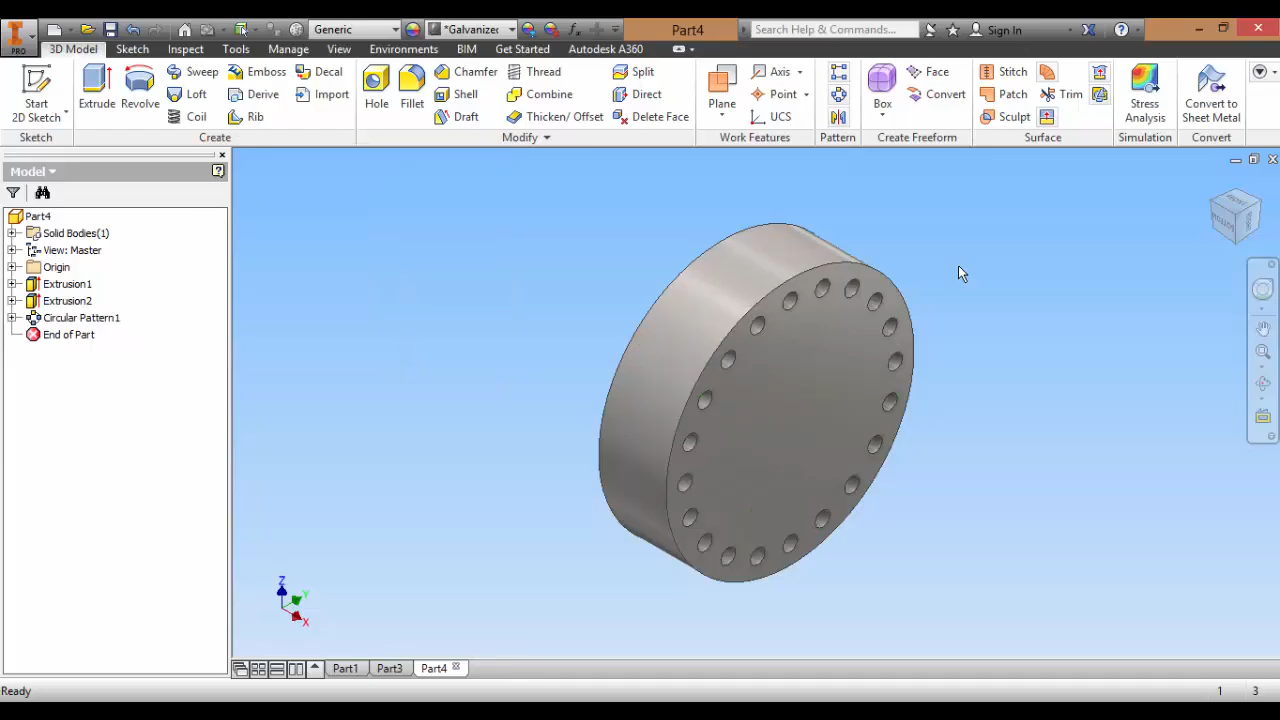 PRO
Generic
*Galvanize
fx
Part4
Search Help & Commands...
Sign In
3D Model
Sketch
Inspect
Tools
Manage
View
Environments
BIM
Get Started
Autodesk A360
Start
2D Sketch
Sketch
Extrude
Revolve
Sweep
Loft
Coil
Emboss
Derive
Rib
Decal
Import
Create
Hole
Fillet
Chamfer
Shell
Draft
Thread
Combine
Thicken/ Offset
Split
Direct
Delete Face
Modify
Plane
Axis
Point
UCS
Work Features
Pattern
Box
Face
Convert
Create Freeform
Stitch
Patch
Sculpt
Trim
Surface
Stress
Analysis
Simulation
Convert to
Sheet Metal
Convert
Model
Part4
Solid Bodies(1)
View: Master
Origin
Extrusion1
Extrusion2
Circular Pattern1
End of Part
Z
Y
X
Part1
Part3
Part4
Ready
1
3